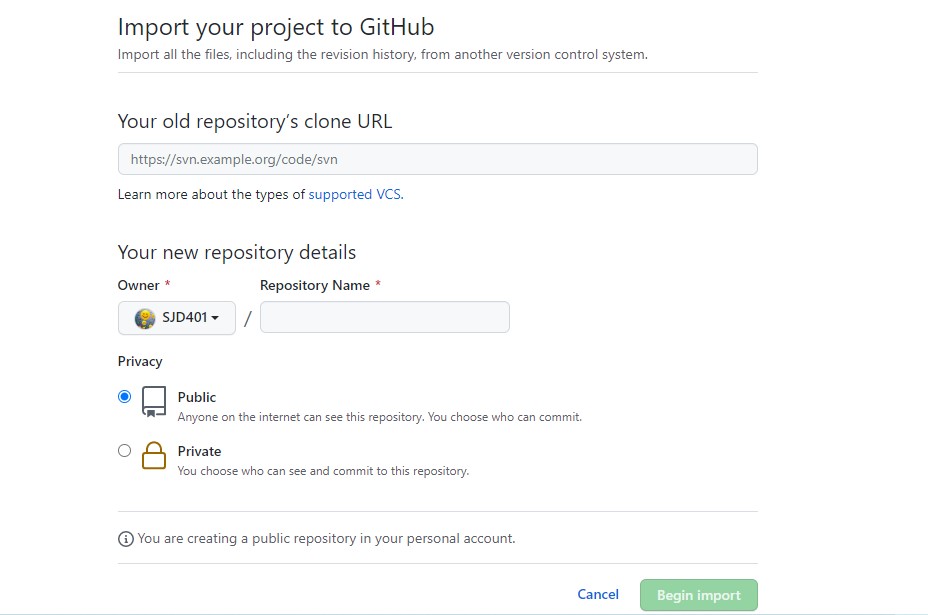 Import your project to GitHub
Import all the files, including the revision history, from another version control system.
Your old repository's clone URL
https://svn.example.org/code/svn
Learn more about the types of supported VCS.
Your new repository details
Owner * Repository Name *
SJD401 /
Privacy
Public
Anyone on the internet can see this repository. You choose who can commit.
Private
You choose who can see and commit to this repository.
You are creating a public repository in your personal account.
Cancel Begin import